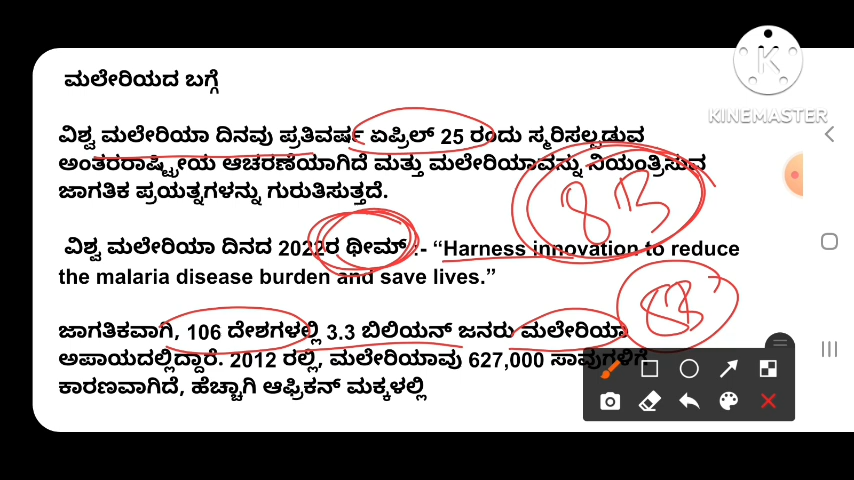 ಮಲೇರಿಯದ ಬಗ್ಗೆ
KINEMASTER
ವಿಶ್ವ ಮಲೇರಿಯಾ ದಿನವು ಪ್ರತಿವರ್ಷ ಏಪ್ರಿಲ್ 25 ರಂದು ಸ್ಮರಿಸಲ್ಪಡುವ
ಅಂತರರಾಷ್ಟ್ರೀಯ ಆಚರಣೆಯಾಗಿದೆ ಮತ್ತು ಮಲೇರಿಯಾವನ್ನು ನಿಯಂತ್ರಿಸುವ
ಜಾಗತಿಕ ಪ್ರಯತ್ನಗಳನ್ನು ಗುರುತಿಸುತ್ತದೆ.
8B
ವಿಶ್ವ ಮಲೇರಿಯಾ ದಿನದ 2022ರ ಥೀಮ್ :- “Harness innovation to reduce
the malaria disease burden and save lives.”
8B
ಜಾಗತಿಕವಾಗಿ, 106 ದೇಶಗಳಲ್ಲಿ 3.3 ಬಿಲಿಯನ್ ಜನರು ಮಲೇರಿಯಾ
ಅಪಾಯದಲ್ಲಿದ್ದಾರೆ. 2012 ರಲ್ಲಿ, ಮಲೇರಿಯಾವು 627,000 ಸಾವುಗಳಿಗೆ
ಕಾರಣವಾಗಿದೆ, ಹೆಚ್ಚಾಗಿ ಆಫ್ರಿಕನ್ ಮಕ್ಕಳಲ್ಲಿ